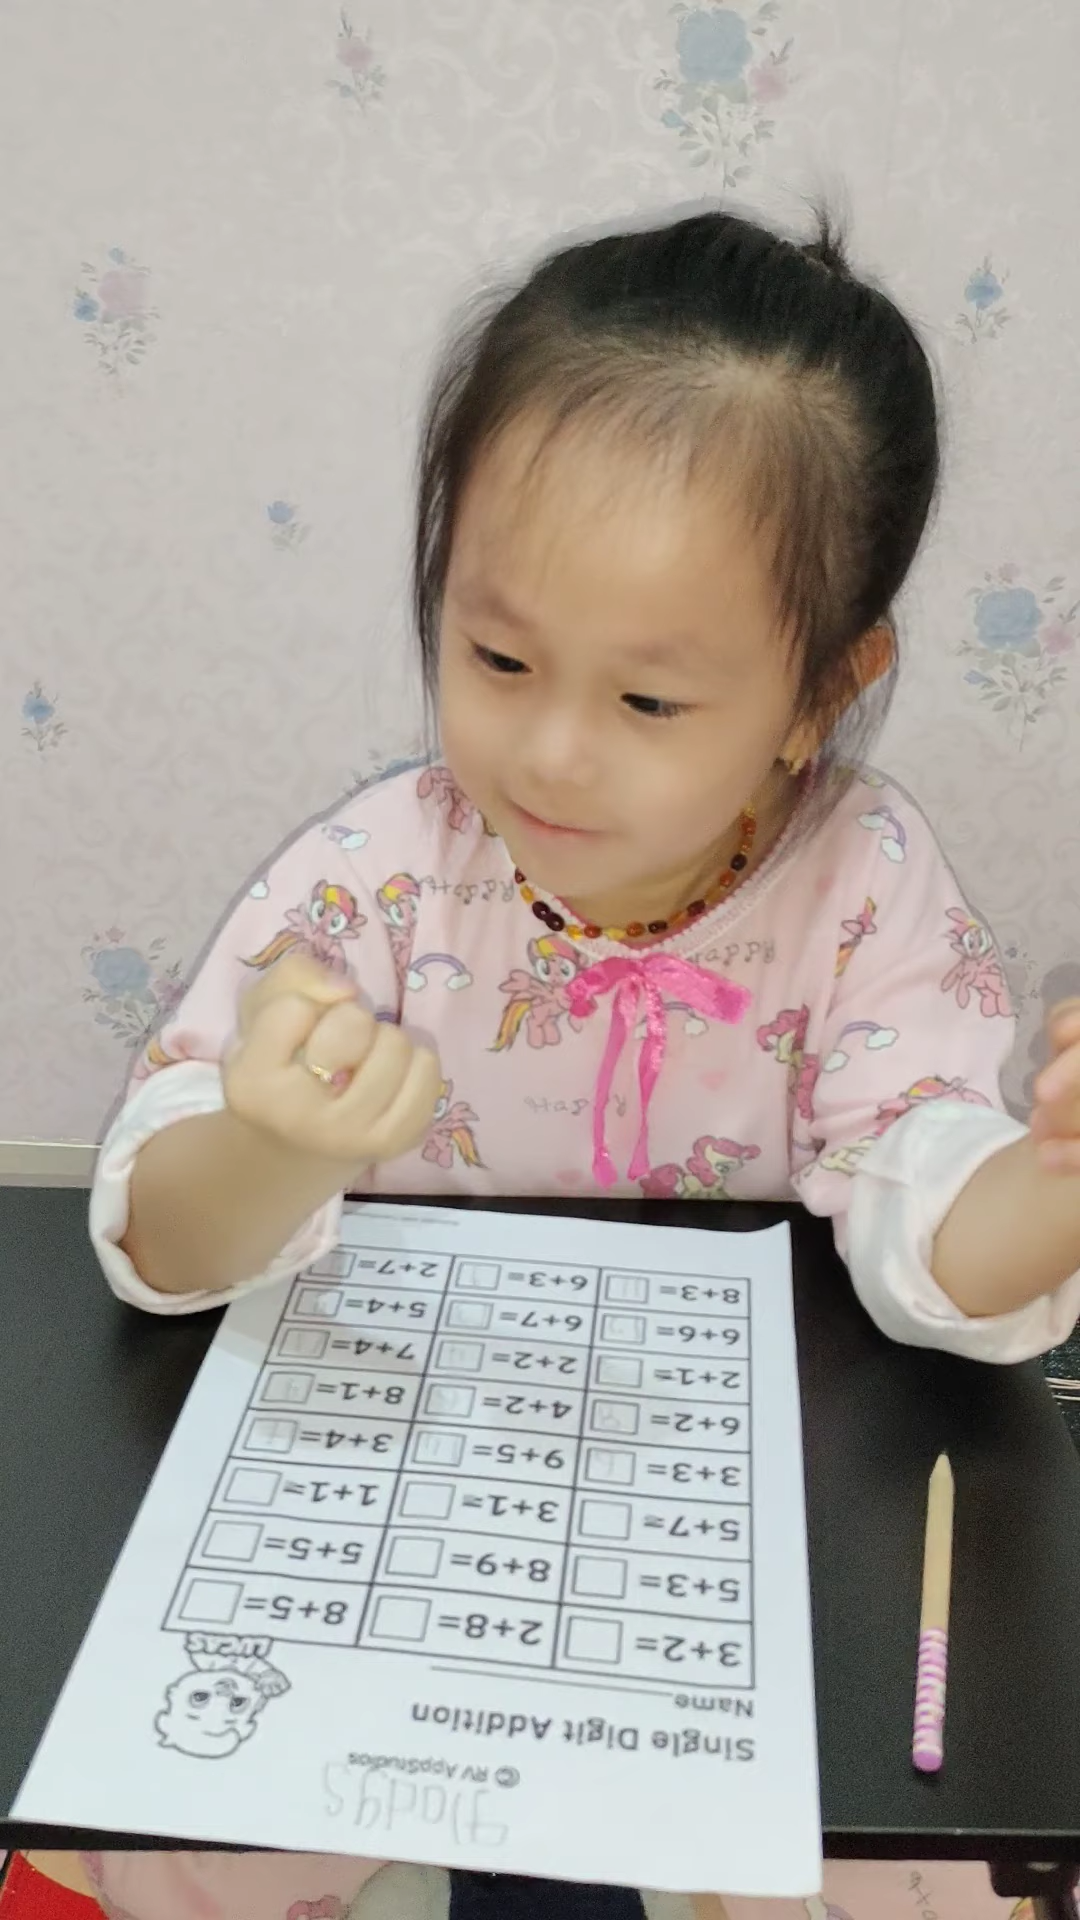 Gladys
© RV AppStudios
Single Digit Addition
Name
3+2= 2+8= 8+5=
5+3= 8+9= 5+5=
5+7= 3+1= 1+1=
3+3= 9+5= 3+4=
6+2= 4+2= 8+1=
2+1= 2+2= 7+4=
6+6= 6+7= 5+4=
8+3= 6+3= 2+7=